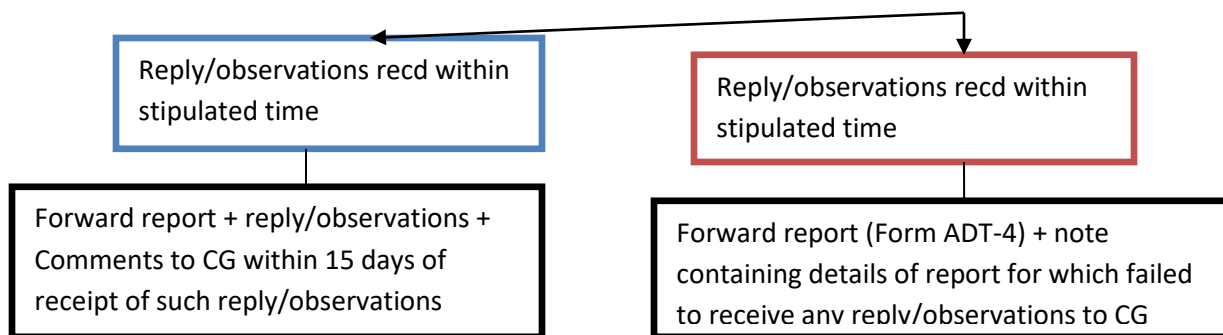 Reply/observations recd within
stipulated time
Reply/observations recd within
stipulated time
Forward report + reply/observations +
Comments to CG within 15 days of
receipt of such reply/observations
Forward report (Form ADT-4) + note
containing details of report for which failed
to receive any reply/observations to CG